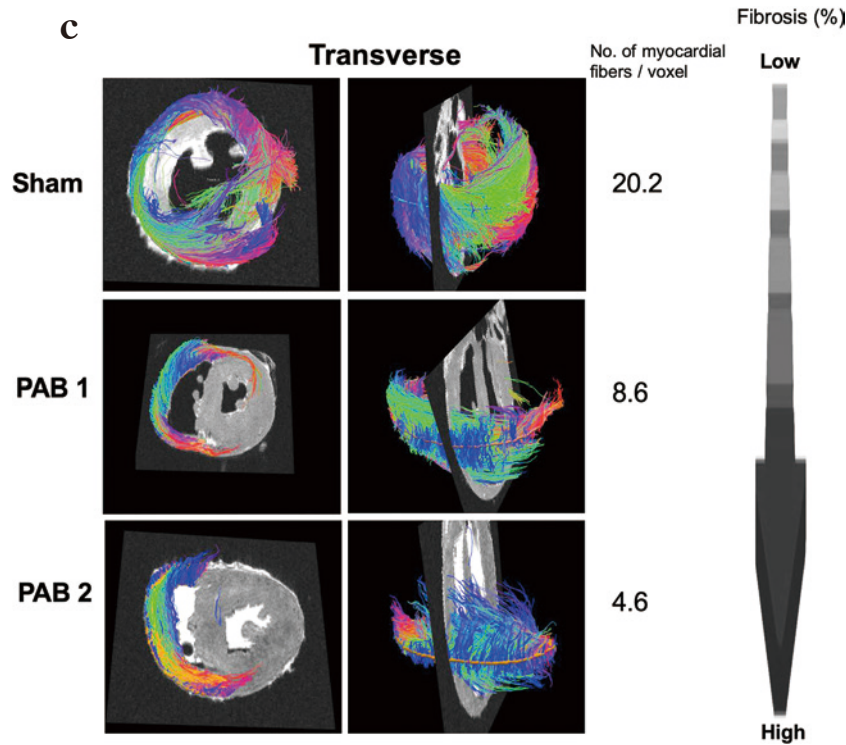 c
Transverse
No. of myocardial
fibers / voxel
Fibrosis (%)
Low
Sham
20.2
PAB 1
8.6
PAB 2
4.6
High